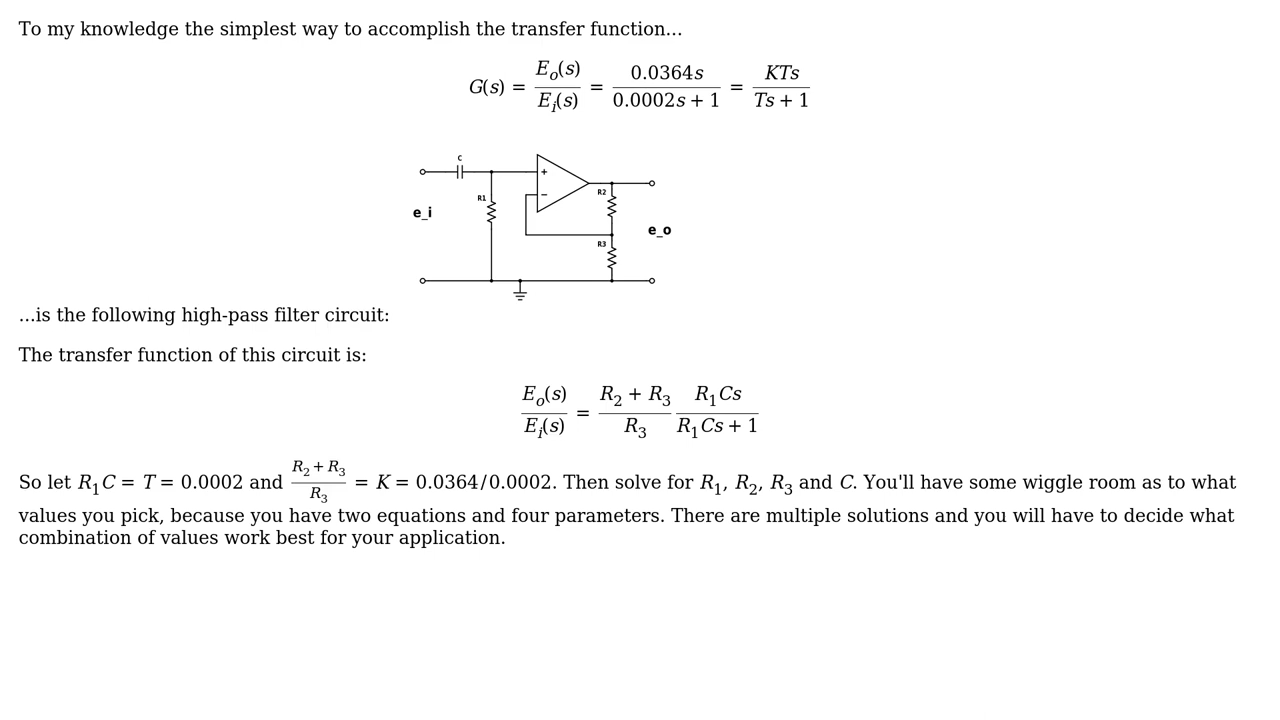 To my knowledge the simplest way to accomplish the transfer function...
G(s) = E_o(s)/E_i(s) = 0.0364s/(0.0002s + 1) = KTs/(Ts + 1)
C
R1
+
−
R2
R3
e_i
e_o
...is the following high-pass filter circuit:
The transfer function of this circuit is:
E_o(s)/E_i(s) = (R_2 + R_3)/R_3 R_1Cs/(R_1Cs + 1)
So let R_1C = T = 0.0002 and (R_2 + R_3)/R_3 = K = 0.0364/0.0002. Then solve for R_1, R_2, R_3 and C. You'll have some wiggle room as to what
values you pick, because you have two equations and four parameters. There are multiple solutions and you will have to decide what
combination of values work best for your application.